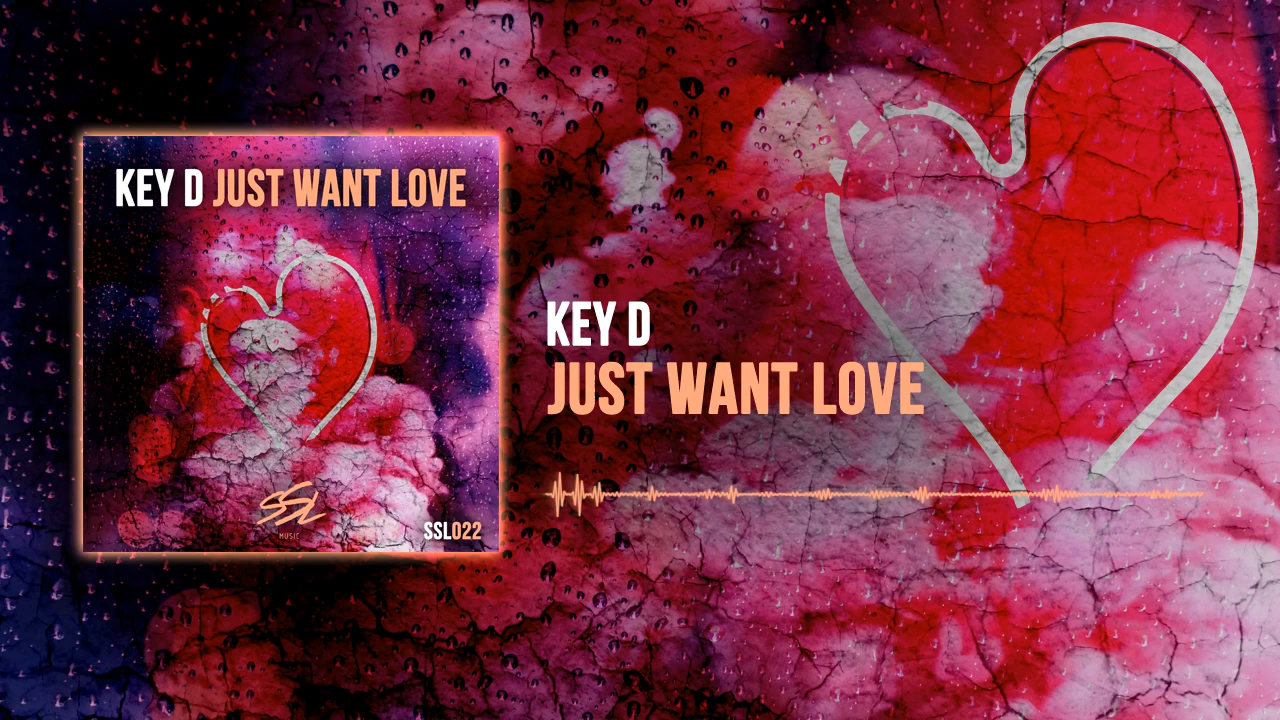 KEY D JUST WANT LOVE
SSL
MUSIC
SSL022
KEY D
JUST WANT LOVE